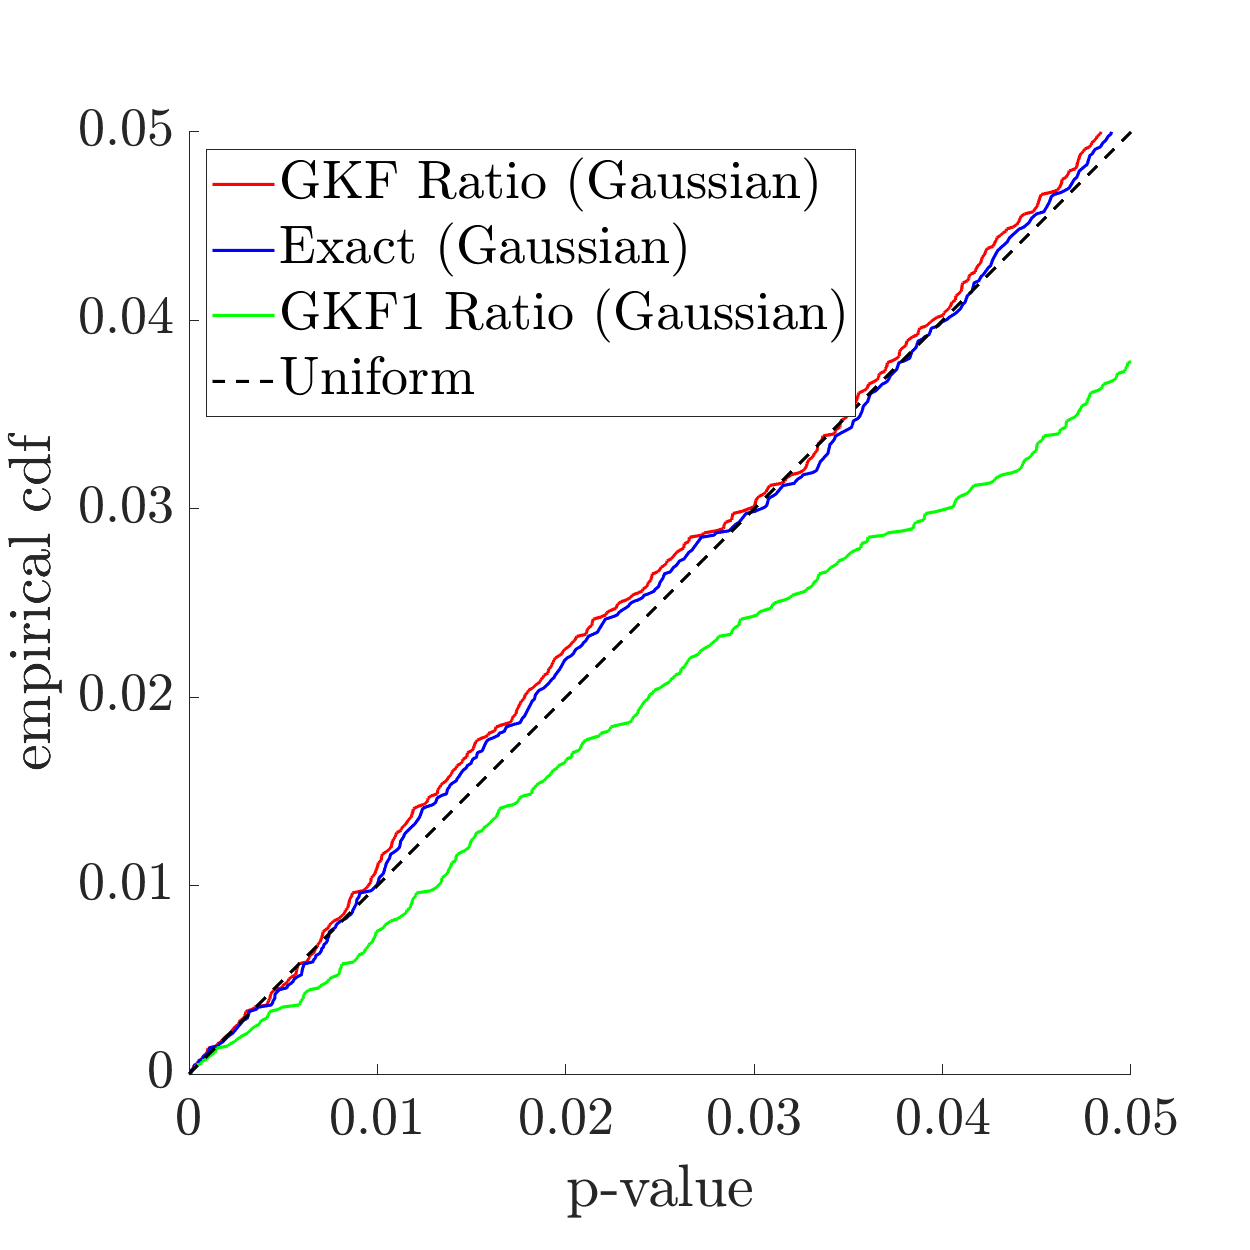 0.05
0.04
0.03
0.02
0.01
0
empirical cdf
GKF Ratio (Gaussian)
Exact (Gaussian)
GKF1 Ratio (Gaussian)
Uniform
0 0.01 0.02 0.03 0.04 0.05
p-value